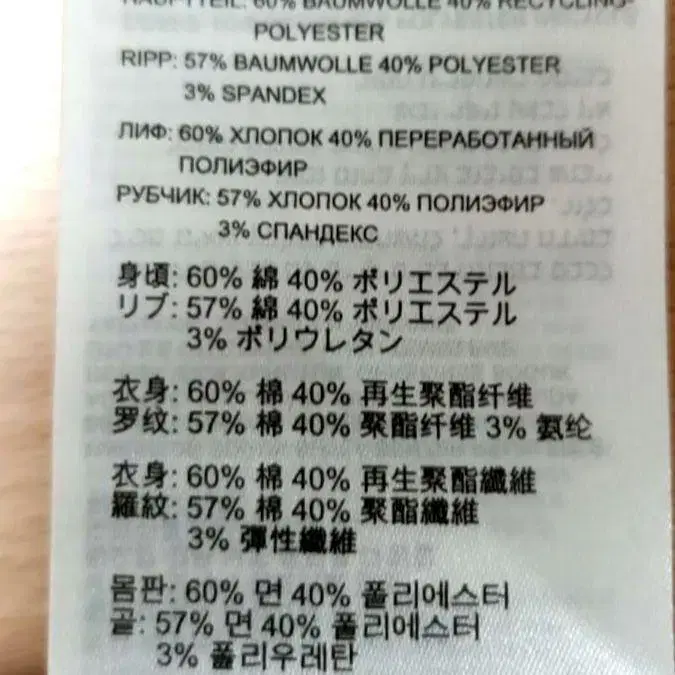 HAUPTTEIL: 60% BAUMWOLLE 40% RECYCLING-
POLYESTER
RIPP: 57% BAUMWOLLE 40% POLYESTER
3% SPANDEX
ЛИФ: 60% ХЛОПОК 40% ПЕРЕРАБОТАННЫЙ
ПОЛИЭФИР
РУБЧИК: 57% ХЛОПОК 40% ПОЛИЭФИР
3% СПАНДЕКС
身頃: 60% 綿 40% ポリエステル
リブ: 57% 綿 40% ポリエステル
3% ポリウレタン
衣身: 60% 棉 40% 再生聚酯纤维
罗纹: 57% 棉 40% 聚酯纤维 3% 氨纶
衣身: 60% 棉 40% 再生聚酯纖維
羅紋: 57% 棉 40% 聚酯纖維
3% 彈性纖維
몸판: 60% 면 40% 폴리에스터
골: 57% 면 40% 폴리에스터
3% 폴리우레탄